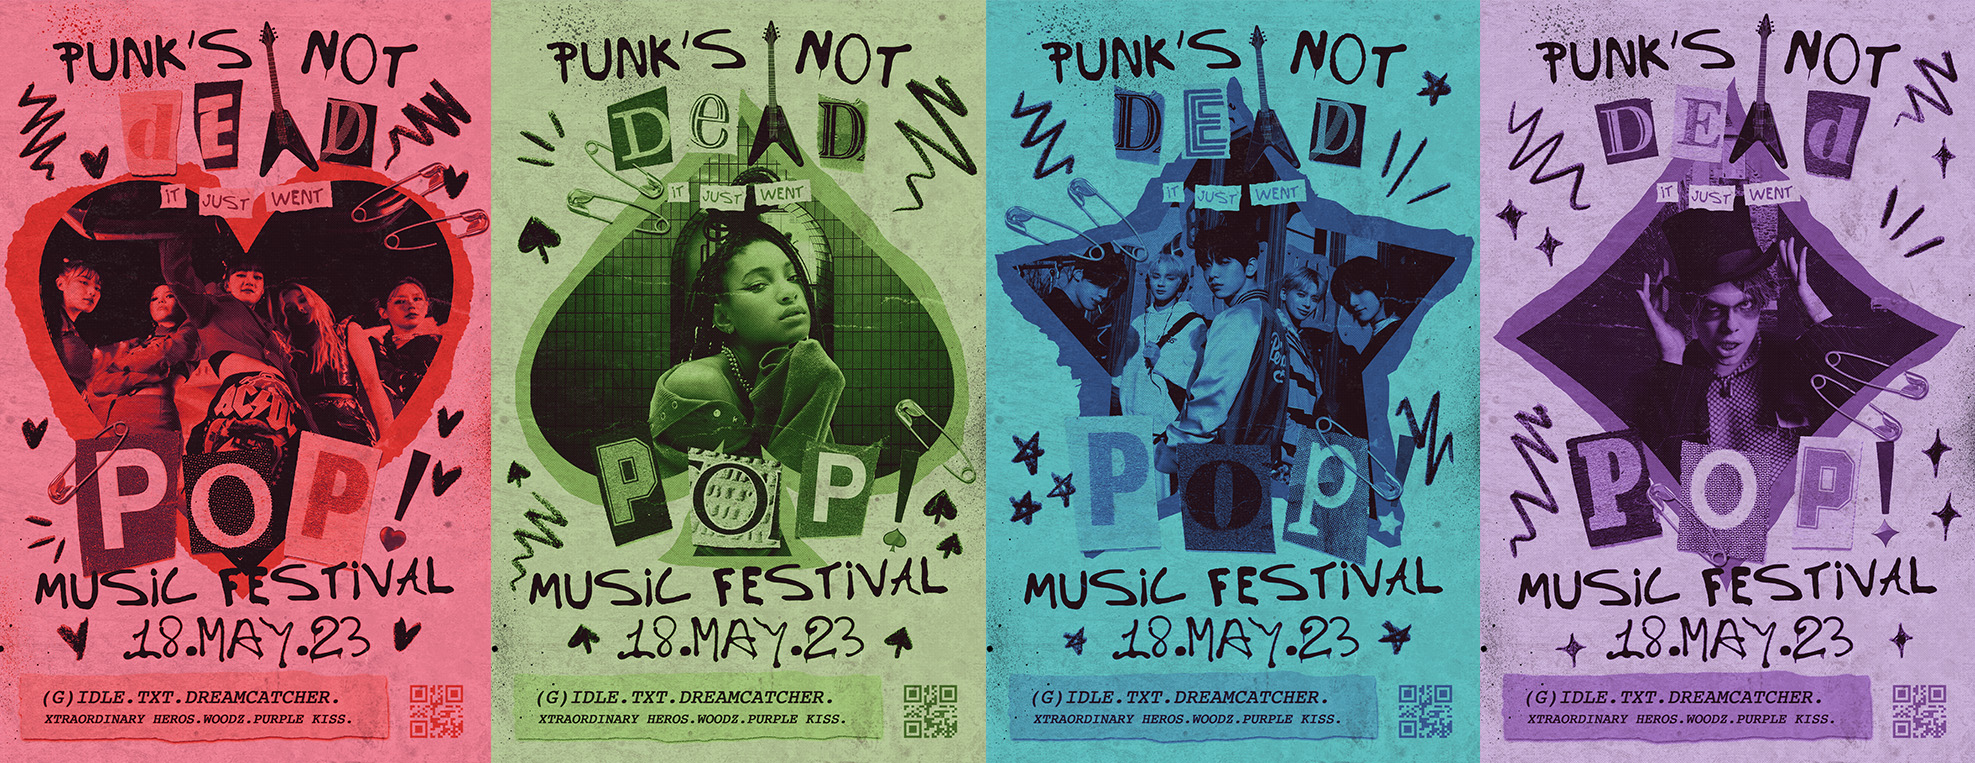 PUNK'S NOT
dEAD
iT JUST WENT
POP!
MUSiC FESTiVAL
18.MAY.23
(G)IDLE.TXT.DREAMCATCHER.
XTRAORDINARY HEROS.WOODZ.PURPLE KISS.
PUNK'S NOT
DeAD
iT JUST WENT
POP!
MUSiC FESTiVAL
18.MAY.23
(G)IDLE.TXT.DREAMCATCHER.
XTRAORDINARY HEROS.WOODZ.PURPLE KISS.
PUNK'S NOT
DEAD
iT JUST WENT
POp!
MUSiC FESTiVAL
18.MAY.23
(G)IDLE.TXT.DREAMCATCHER.
XTRAORDINARY HEROS.WOODZ.PURPLE KISS.
PUNK'S NOT
DEAd
iT JUST WENT
POP!
MUSiC FESTiVAL
18.MAY.23
(G)IDLE.TXT.DREAMCATCHER.
XTRAORDINARY HEROS.WOODZ.PURPLE KISS.